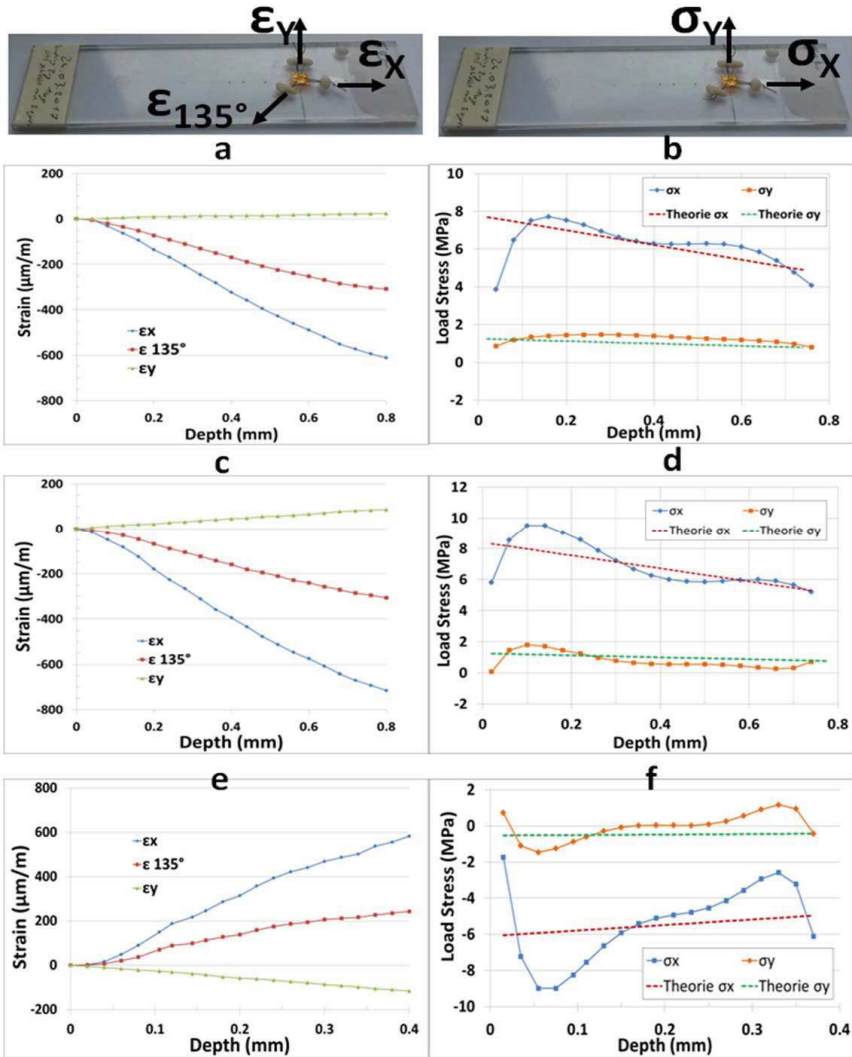 εY
εX
ε135°
σY
σX
a
200
0
-200
-400
-600
-800
Strain (µm/m)
εx
ε 135°
εy
0 0.2 0.4 0.6 0.8
Depth (mm)
b
10
8
6
4
2
0
-2
Load Stress (MPa)
σx σy
Theorie σx Theorie σy
0 0.2 0.4 0.6 0.8
Depth (mm)
c
200
0
-200
-400
-600
-800
Strain (µm/m)
εx
ε 135°
εy
0 0.2 0.4 0.6 0.8
Depth (mm)
d
12
10
8
6
4
2
0
-2
Load Stress (MPa)
σx σy
Theorie σx Theorie σy
0 0.2 0.4 0.6 0.8
Depth (mm)
e
800
600
400
200
0
-200
Strain (µm/m)
εx
ε 135°
εy
0 0.1 0.2 0.3 0.4
Depth (mm)
f
2
0
-2
-4
-6
-8
-10
Load Stress (MPa)
σx σy
Theorie σx Theorie σy
0 0.1 0.2 0.3 0.4
Depth (mm)